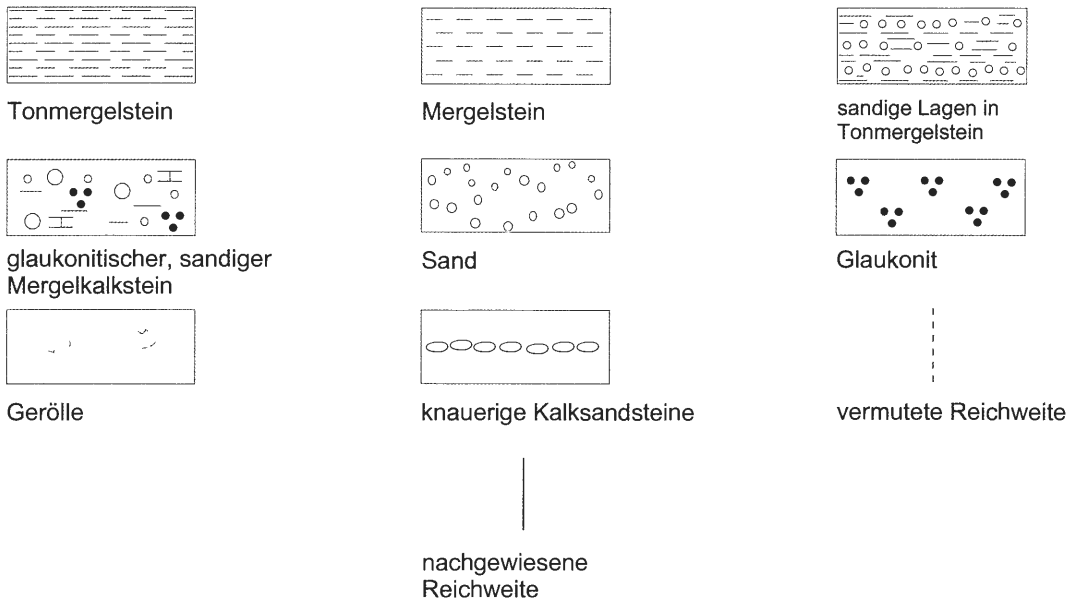 Tonmergelstein
Mergelstein
sandige Lagen in
Tonmergelstein
glaukonitischer, sandiger
Mergelkalkstein
Sand
Glaukonit
Gerölle
knauerige Kalksandsteine
vermutete Reichweite
nachgewiesene
Reichweite